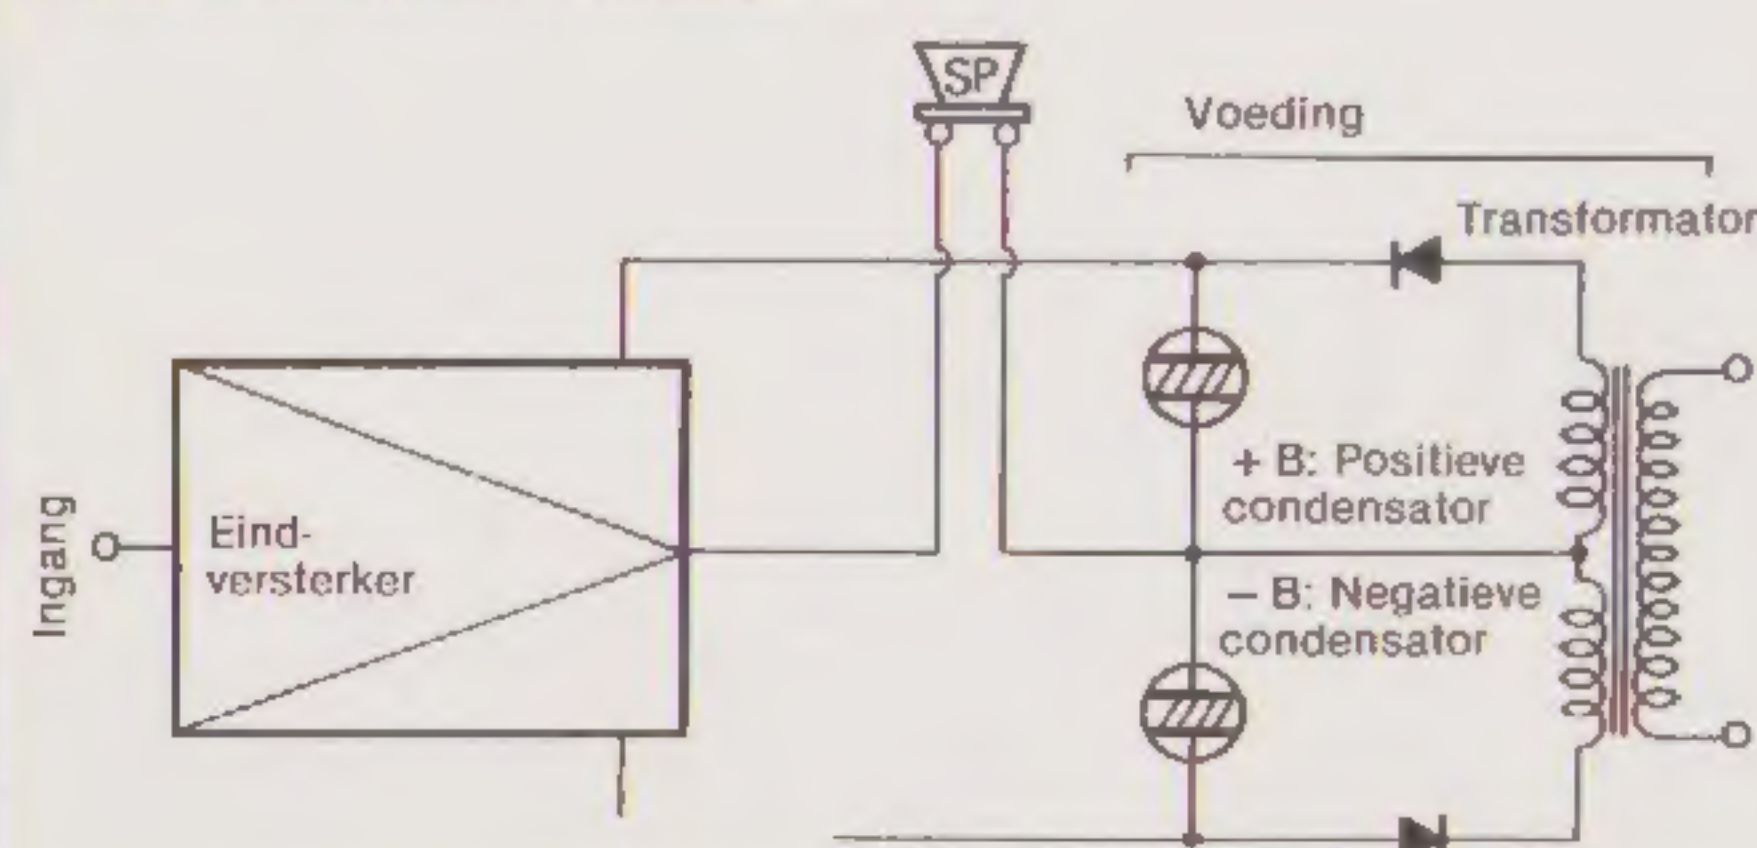 SP
Voeding
Transformator
+ B: Positieve
condensator
Ingang
Eind-
versterker
– B: Negatieve
condensator